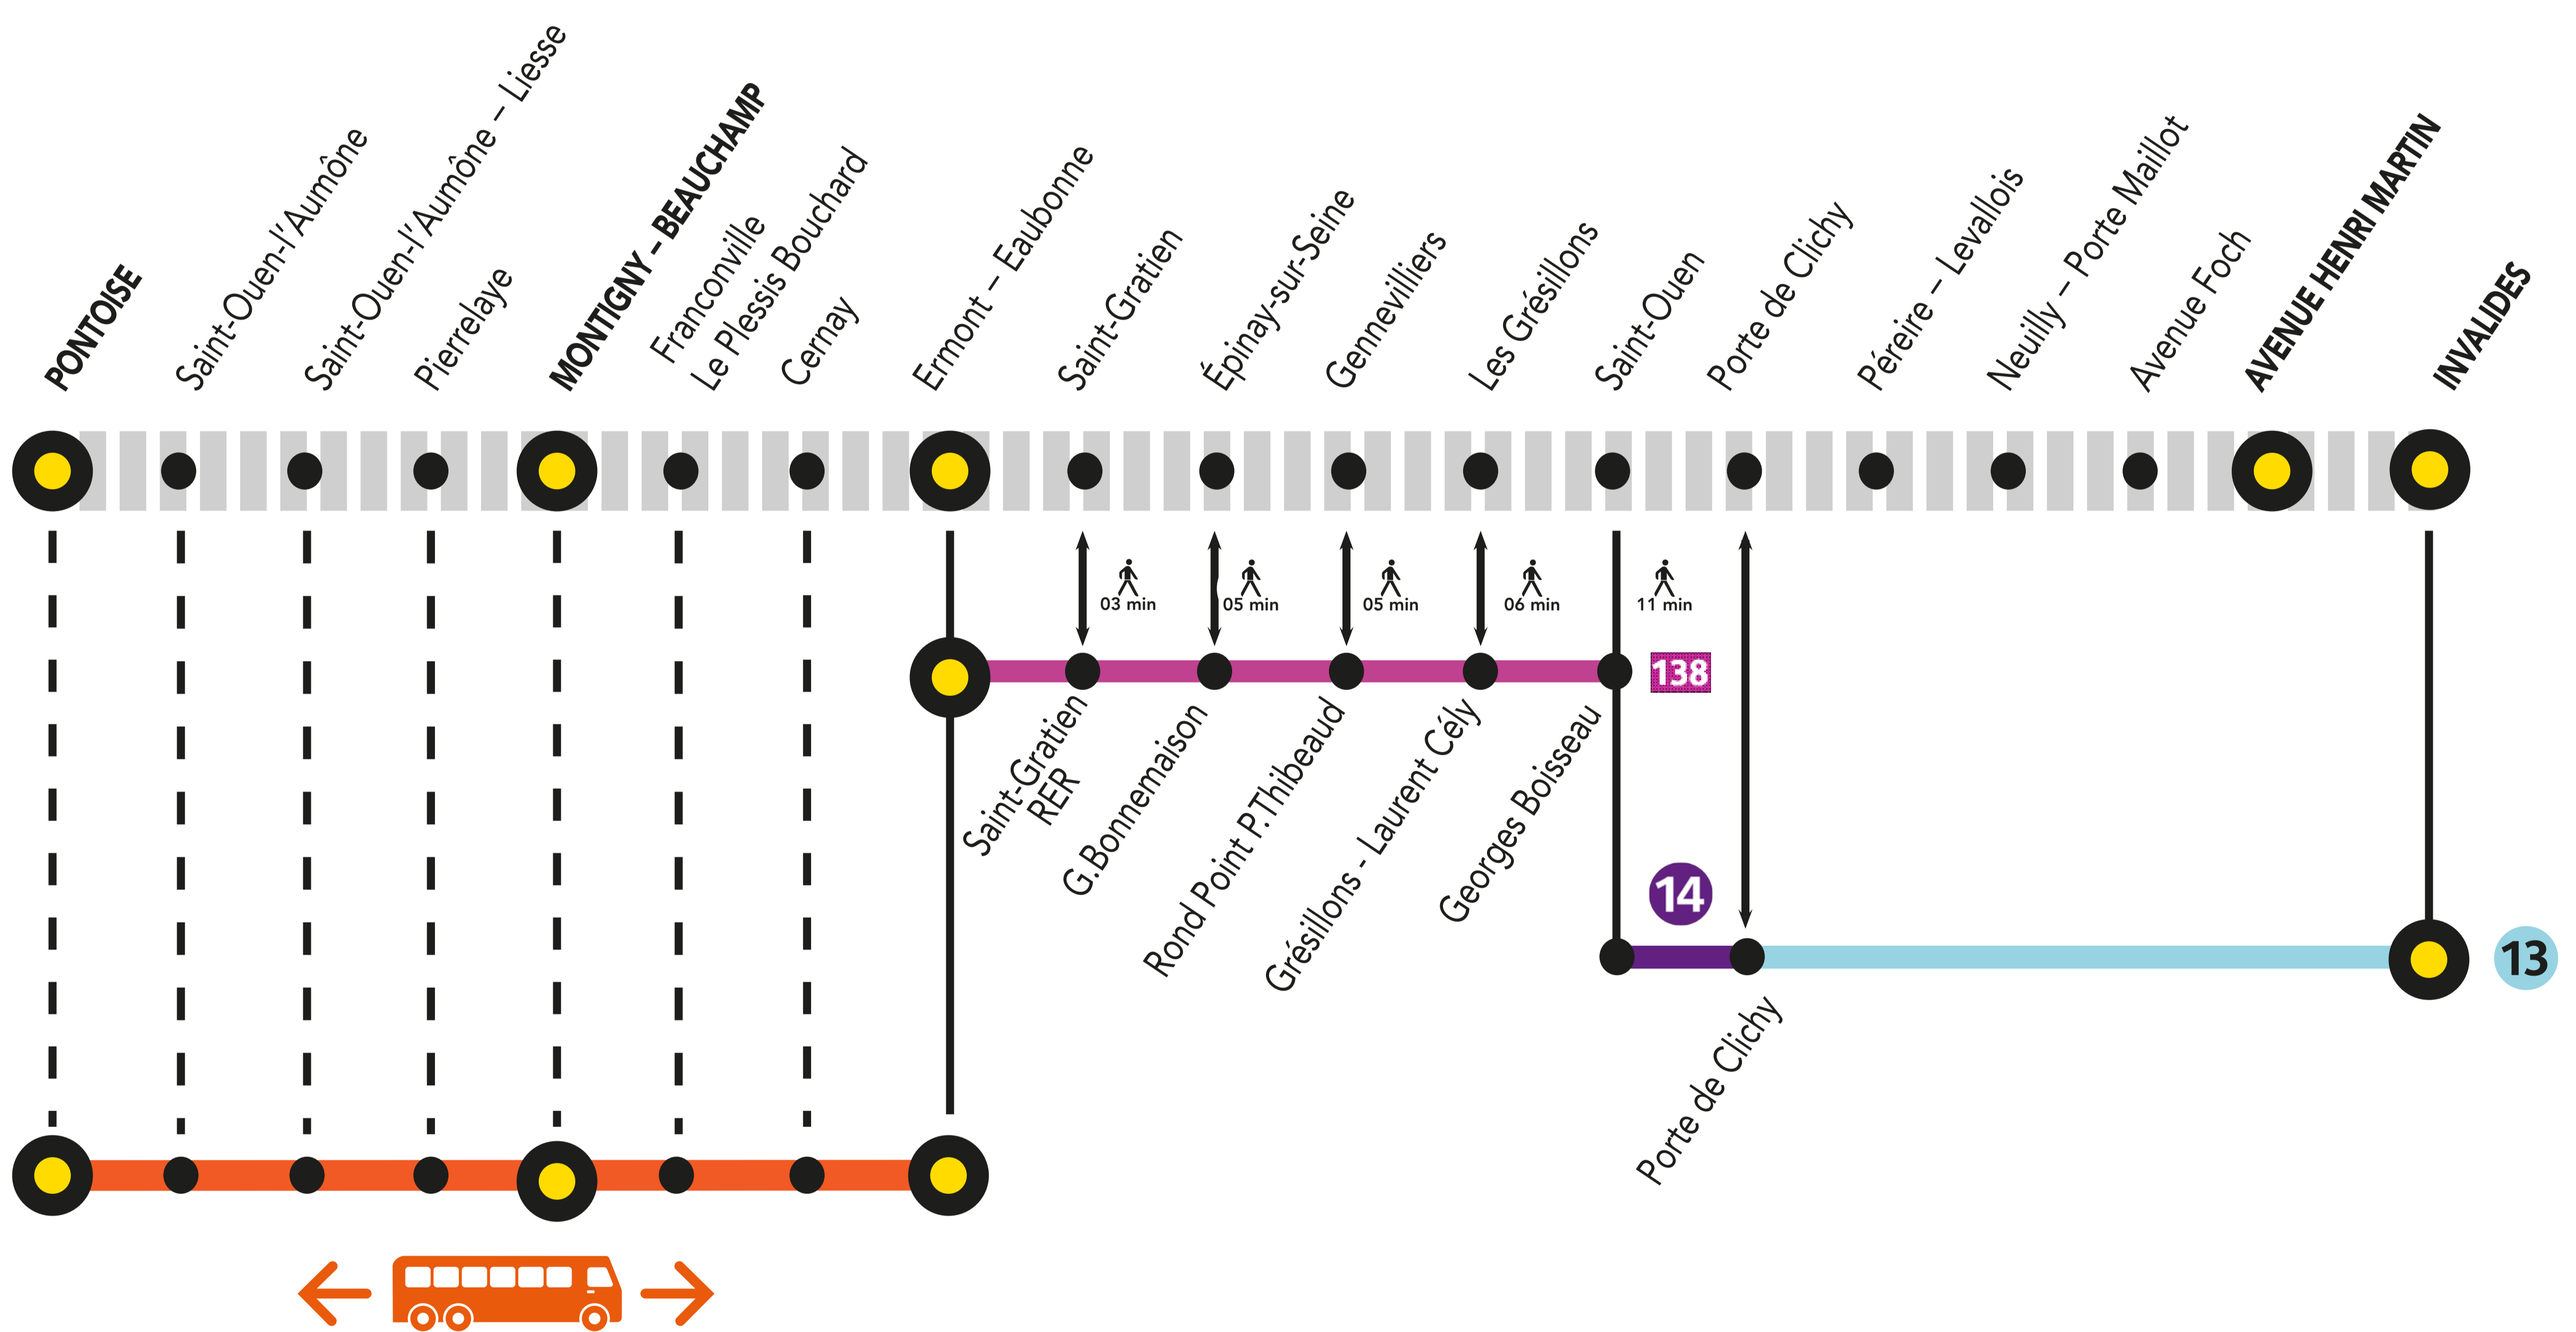 PONTOISE
Saint-Ouen-l'Aumône
Saint-Ouen-l'Aumône – Liesse
Pierrelaye
MONTIGNY – BEAUCHAMP
Franconville
Le Plessis Bouchard
Cernay
Ermont – Eaubonne
Saint-Gratien
Épinay-sur-Seine
Gennevilliers
Les Grésillons
Saint-Ouen
Porte de Clichy
Péreire – Levallois
Neuilly – Porte Maillot
Avenue Foch
AVENUE HENRI MARTIN
INVALIDES
03 min
05 min
05 min
06 min
11 min
138
Saint-Gratien
RER
G.Bonnemaison
Rond Point P.Thibeaud
Grésillons - Laurent Cély
Georges Boisseau
14
13
Porte de Clichy